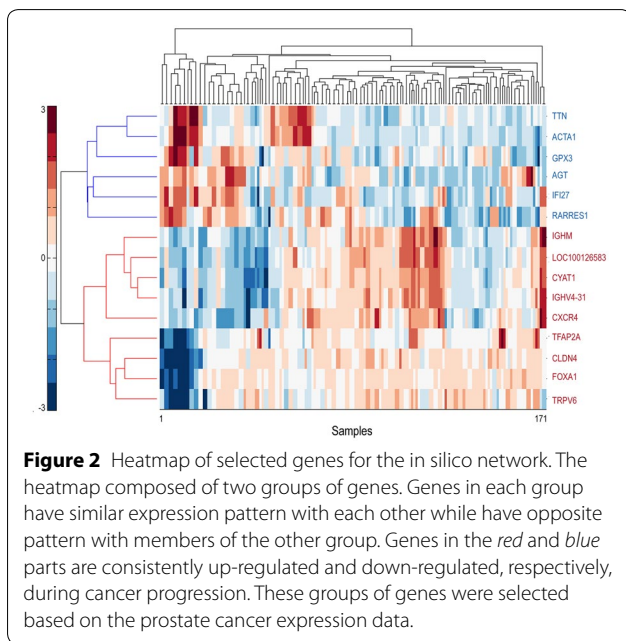 3
0
-3
TTN
ACTA1
GPX3
AGT
IFI27
RARRES1
IGHM
LOC100126583
CYAT1
IGHV4-31
CXCR4
TFAP2A
CLDN4
FOXA1
TRPV6
1
171
Samples
Figure 2 Heatmap of selected genes for the in silico network. The
heatmap composed of two groups of genes. Genes in each group
have similar expression pattern with each other while have opposite
pattern with members of the other group. Genes in the red and blue
parts are consistently up-regulated and down-regulated, respectively,
during cancer progression. These groups of genes were selected
based on the prostate cancer expression data.